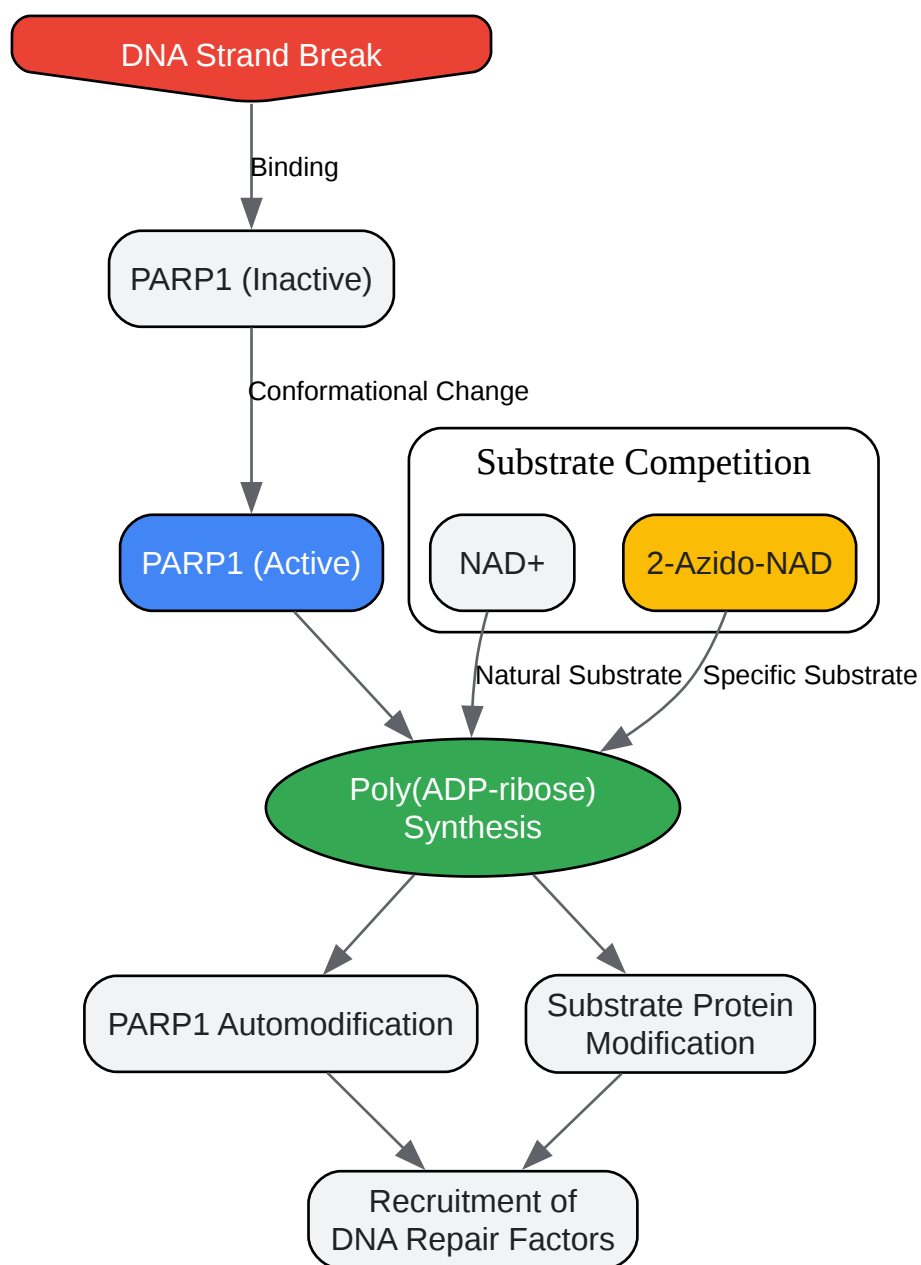 DNA Strand Break
Binding
PARP1 (Inactive)
Conformational Change
Substrate Competition
PARP1 (Active)
NAD+
2-Azido-NAD
Natural Substrate
Specific Substrate
Poly(ADP-ribose)
Synthesis
PARP1 Automodification
Substrate Protein
Modification
Recruitment of
DNA Repair Factors